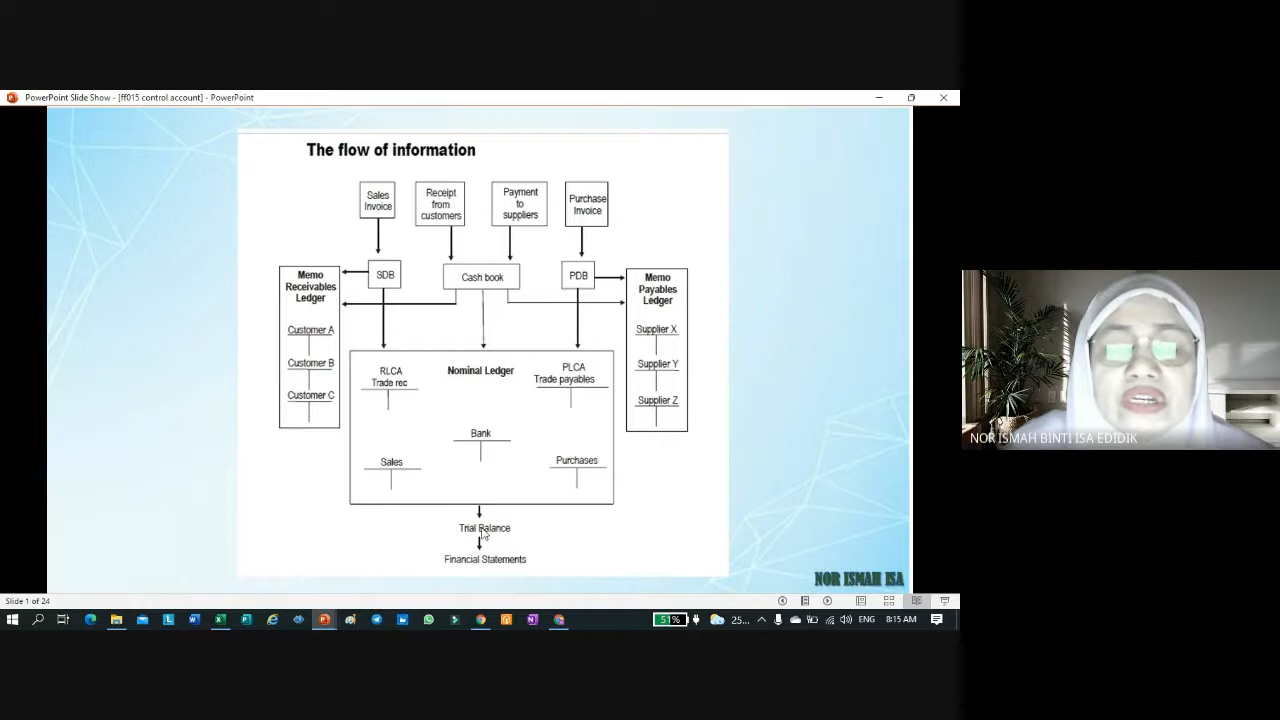 PowerPoint Slide Show - [ff015 control account] - PowerPoint
The flow of information
Sales
Invoice
Receipt
from
customers
Payment
to
suppliers
Purchase
Invoice
SDB
Cash book
PDB
Memo
Receivables
Ledger
Customer A
Customer B
Customer C
Memo
Payables
Ledger
Supplier X
Supplier Y
Supplier Z
RLCA
Trade rec
Nominal Ledger
PLCA
Trade payables
Bank
Sales
Purchases
Trial Balance
Financial Statements
NOR ISMAH ISA
NOR ISMAH BINTI ISA EDIDIK
Slide 1 of 24
51%
25...
ENG
8:15 AM